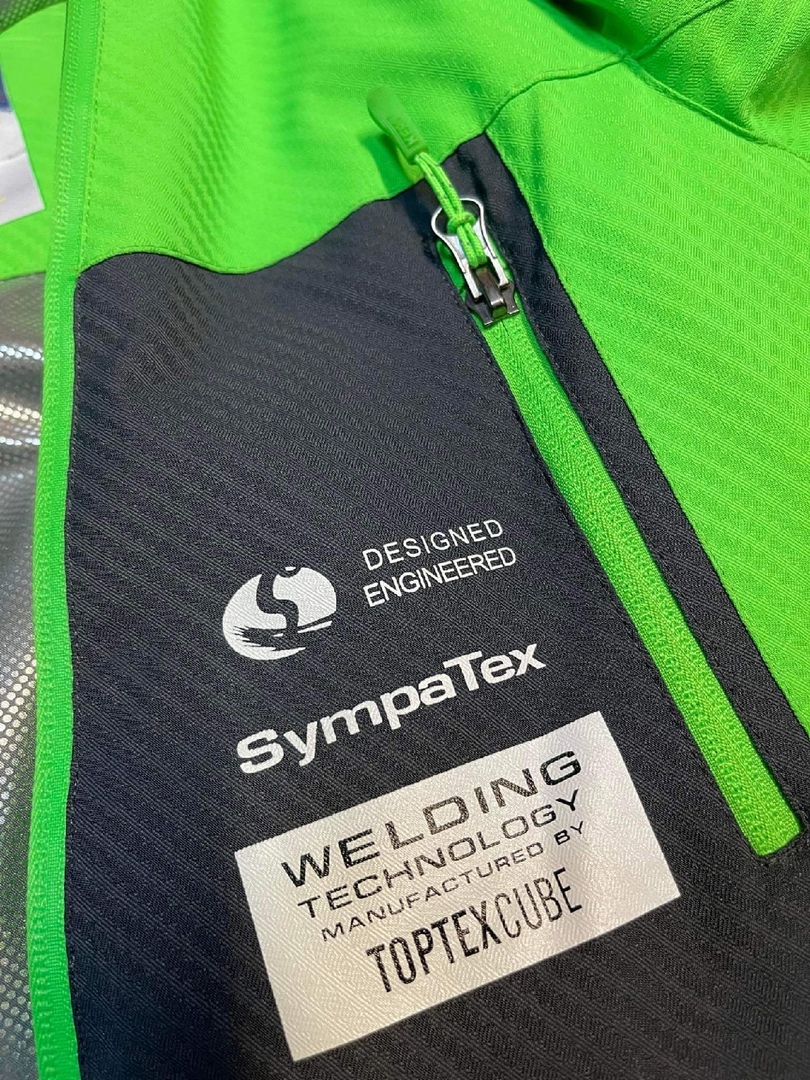 DESIGNED
ENGINEERED
SympaTex
WELDING
TECHNOLOGY
MANUFACTURED BY
TOPTEXCUBE